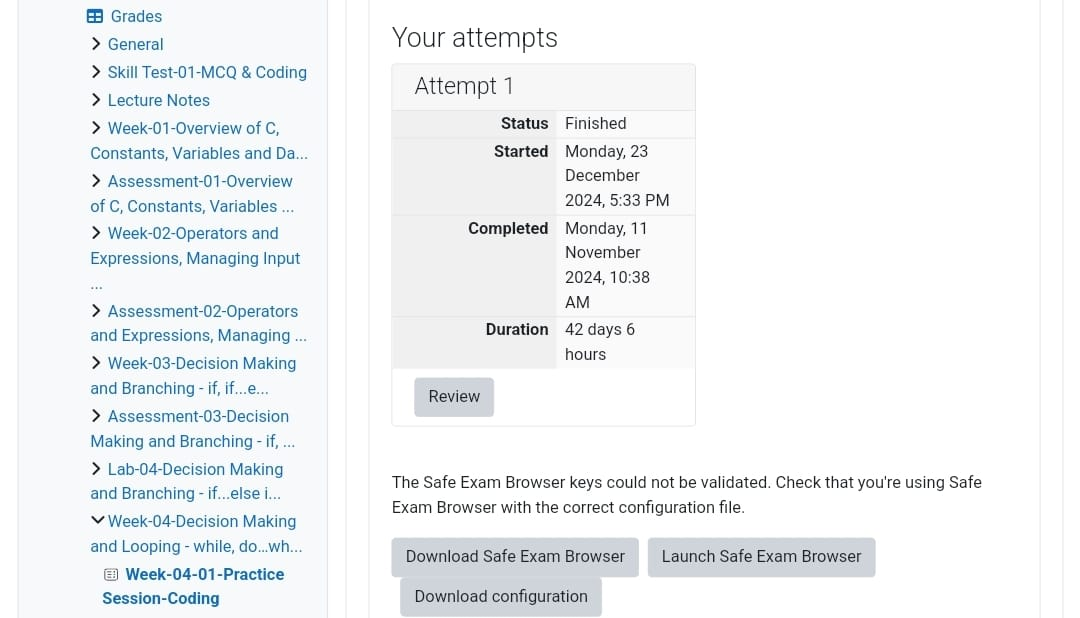 Grades
General
Skill Test-01-MCQ & Coding
Lecture Notes
Week-01-Overview of C,
Constants, Variables and Da...
Assessment-01-Overview
of C, Constants, Variables ...
Week-02-Operators and
Expressions, Managing Input
...
Assessment-02-Operators
and Expressions, Managing ...
Week-03-Decision Making
and Branching - if, if...e...
Assessment-03-Decision
Making and Branching - if, ...
Lab-04-Decision Making
and Branching - if...else i...
Week-04-Decision Making
and Looping - while, do...wh...
Week-04-01-Practice
Session-Coding
Your attempts
Attempt 1
Status Finished
Started Monday, 23
December
2024, 5:33 PM
Completed Monday, 11
November
2024, 10:38
AM
Duration 42 days 6
hours
Review
The Safe Exam Browser keys could not be validated. Check that you're using Safe
Exam Browser with the correct configuration file.
Download Safe Exam Browser Launch Safe Exam Browser
Download configuration